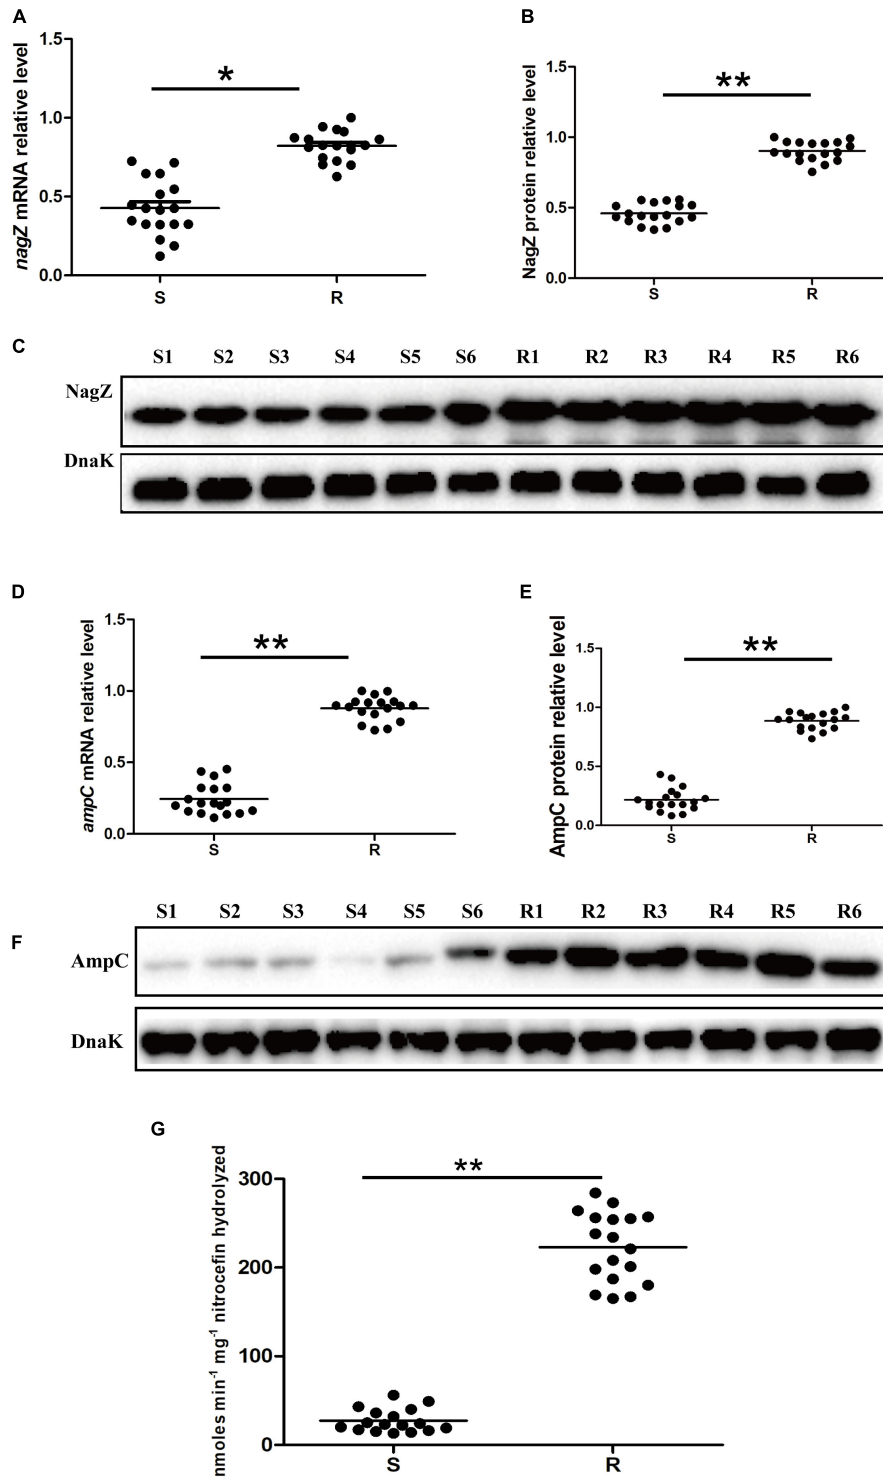 A
nagZ mRNA relative level
1.5
1.0
0.5
0.0
*
S R
B
NagZ protein relative level
1.5
1.0
0.5
0.0
**
S R
C
S1 S2 S3 S4 S5 S6 R1 R2 R3 R4 R5 R6
NagZ
DnaK
D
ampC mRNA relative level
1.5
1.0
0.5
0.0
**
S R
E
AmpC protein relative level
1.5
1.0
0.5
0.0
**
S R
F
S1 S2 S3 S4 S5 S6 R1 R2 R3 R4 R5 R6
AmpC
DnaK
G
nmoles min⁻¹ mg⁻¹ nitrocefin hydrolyzed
300
200
100
0
**
S R